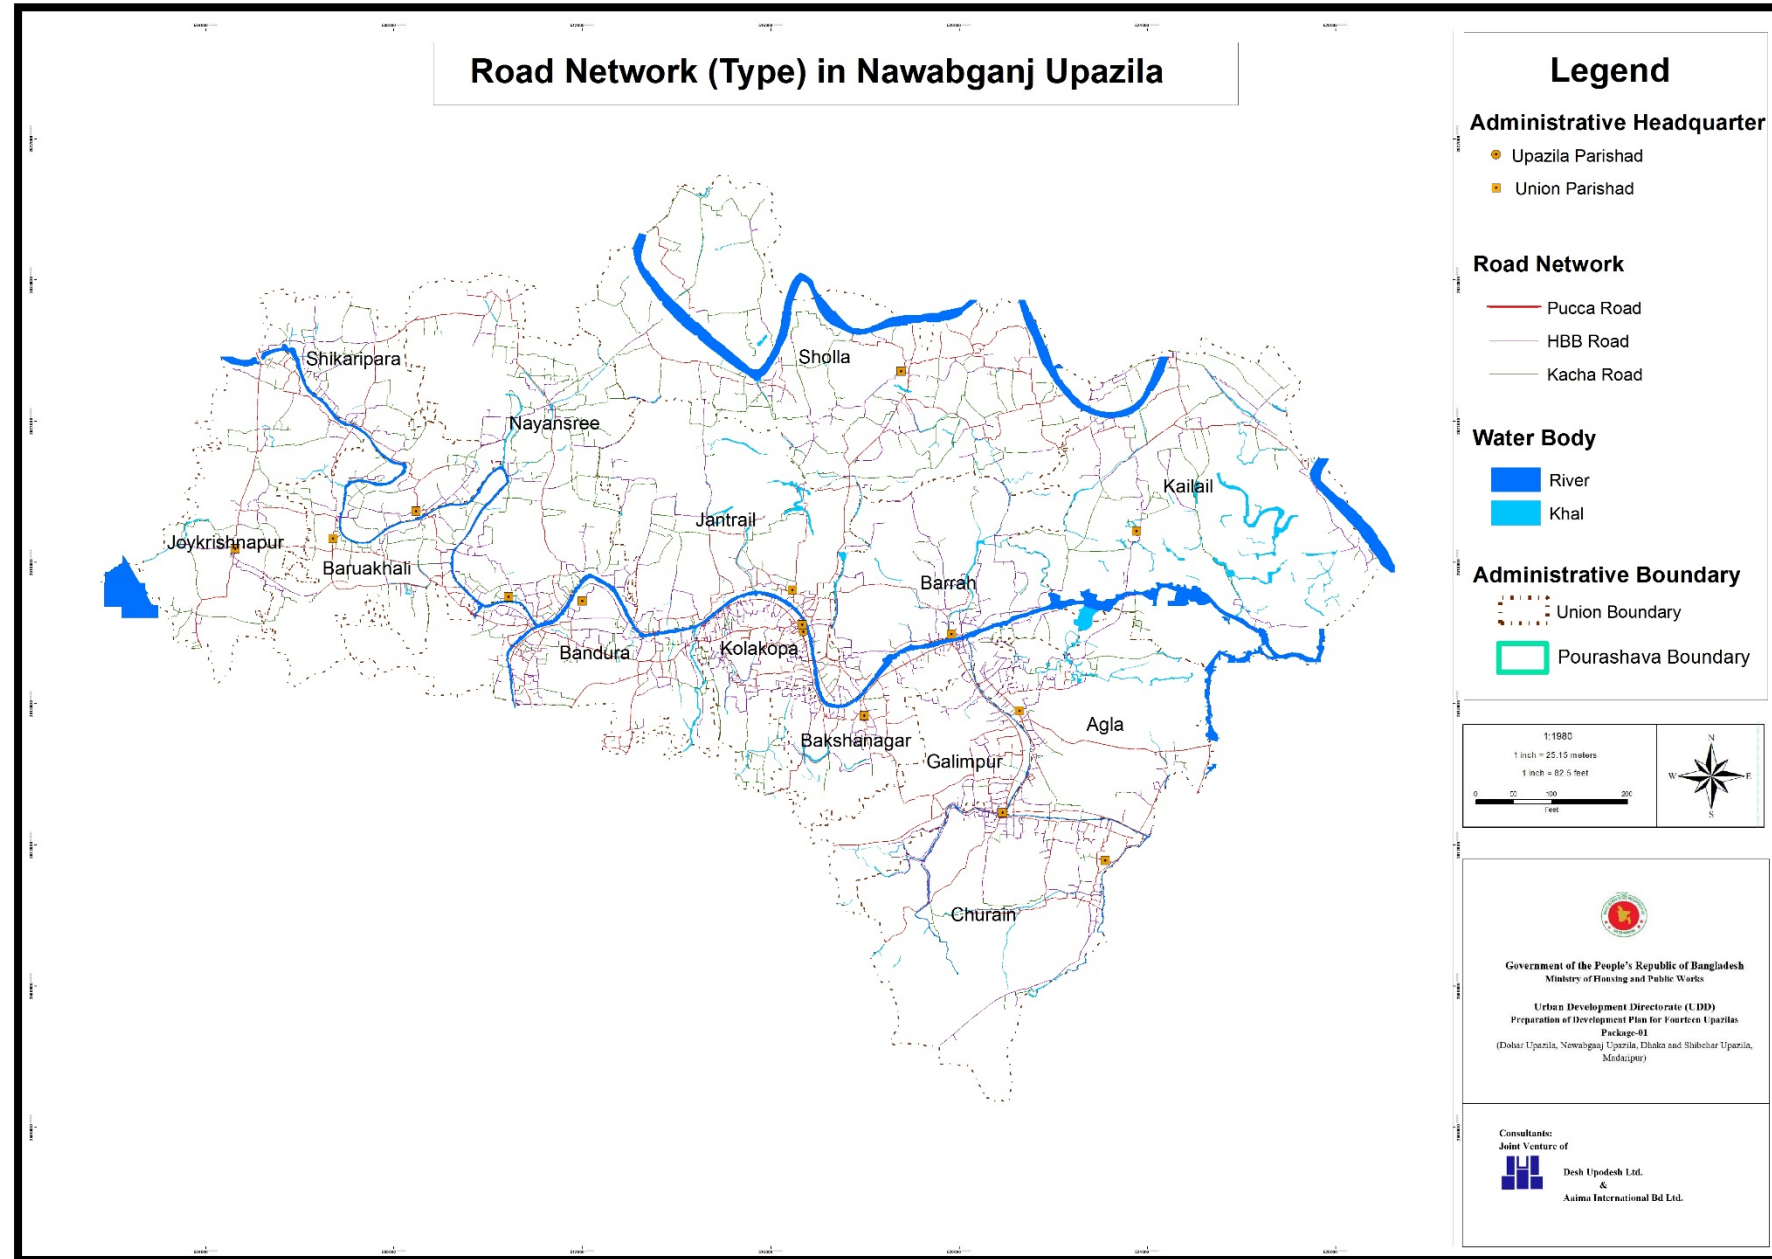 Road Network (Type) in Nawabganj Upazila
Shikaripara
Sholla
Nayansree
Kailail
Jantrail
Joykrishnapur
Baruakhali
Barrah
Bandura
Kolakopa
Bakshanagar
Agla
Galimpur
Churain
Legend
Administrative Headquarter
Upazila Parishad
Union Parishad
Road Network
Pucca Road
HBB Road
Kacha Road
Water Body
River
Khal
Administrative Boundary
Union Boundary
Pourashava Boundary
1:1980
1 inch = 25.15 meters
1 inch = 82.5 feet
0 50 100 200
Feet
N
W E
S
Government of the People's Republic of Bangladesh
Ministry of Housing and Public Works
Urban Development Directorate (UDD)
Preparation of Development Plan for Fourteen Upazilas
Package-01
(Dohar Upazila, Nawabganj Upazila, Dhaka and Shibchar Upazila,
Madaripur)
Consultants:
Joint Venture of
Desh Upodesh Ltd.
&
Aaima International Bd Ltd.